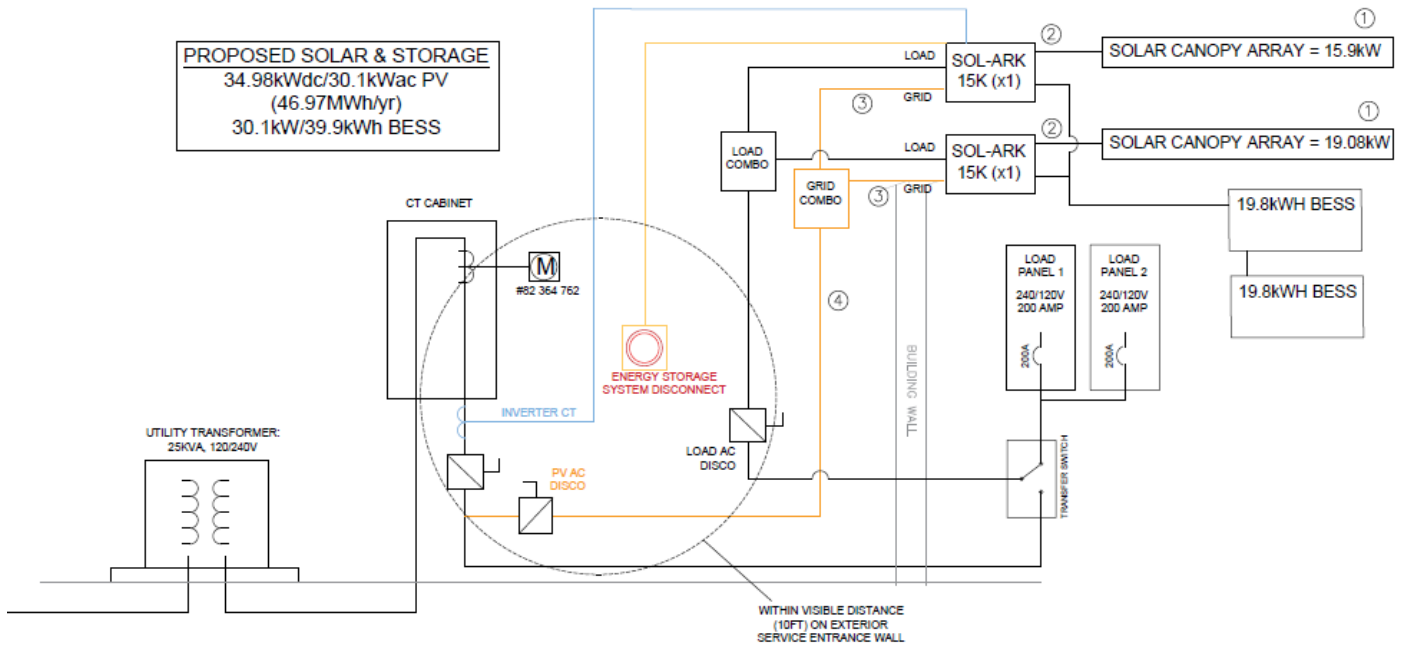 PROPOSED SOLAR & STORAGE
34.98kWdc/30.1kWac PV
(46.97MWh/yr)
30.1kW/39.9kWh BESS
LOAD
SOL-ARK
15K (x1)
GRID
②
③
①
SOLAR CANOPY ARRAY = 15.9kW
LOAD
COMBO
LOAD
SOL-ARK
15K (x1)
GRID
②
③
①
SOLAR CANOPY ARRAY = 19.08kW
GRID
COMBO
19.8kWH BESS
19.8kWH BESS
CT CABINET
M
#82 364 762
④
LOAD
PANEL 1
240/120V
200 AMP
200A
LOAD
PANEL 2
240/120V
200 AMP
200A
BUILDING WALL
ENERGY STORAGE
SYSTEM DISCONNECT
INVERTER CT
UTILITY TRANSFORMER:
25KVA, 120/240V
LOAD AC
DISCO
PV AC
DISCO
TRANSFER SWITCH
WITHIN VISIBLE DISTANCE
(10FT) ON EXTERIOR
SERVICE ENTRANCE WALL